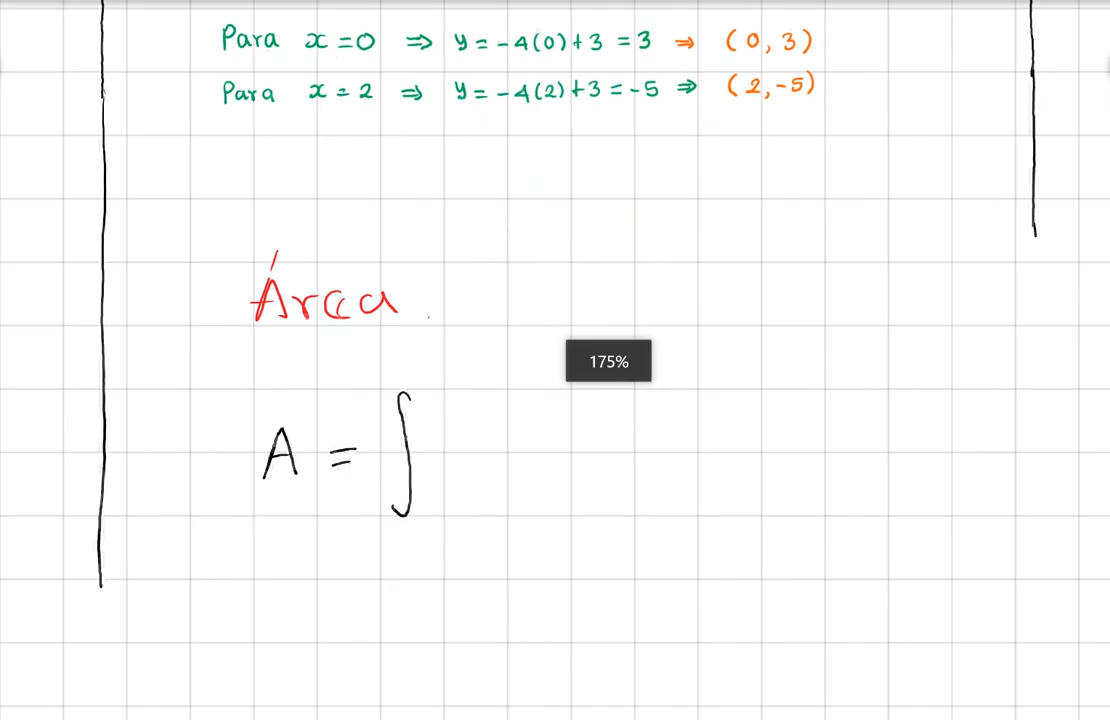 Para x = 0 ⇒ y = -4(0)+3 = 3 ⇒ (0, 3)
Para x = 2 ⇒ y = -4(2)+3 = -5 ⇒ (2, -5)
Área
175%
A = ∫